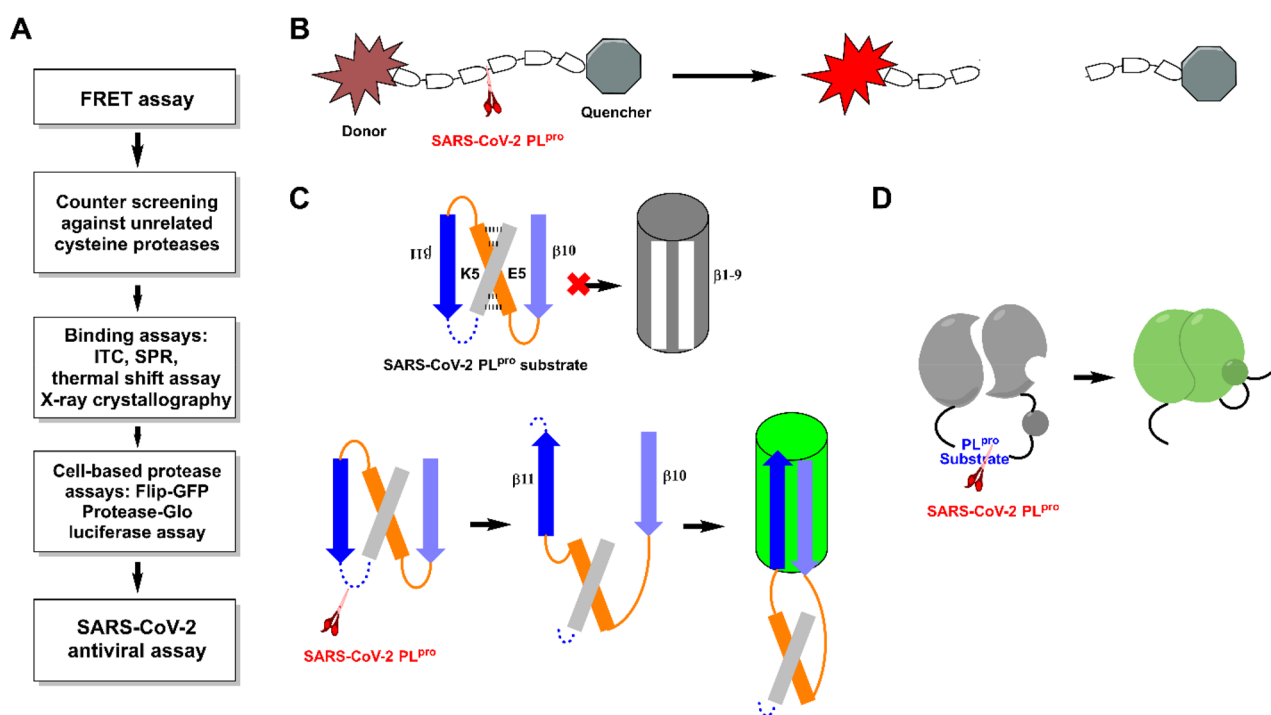 A
FRET assay
Counter screening
against unrelated
cysteine proteases
Binding assays:
ITC, SPR,
thermal shift assay
X-ray crystallography
Cell-based protease
assays: Flip-GFP
Protease-Glo
luciferase assay
SARS-CoV-2
antiviral assay
B
Donor
SARS-CoV-2 PLpro
Quencher
C
β11
K5
E5
β10
β1-9
SARS-CoV-2 PLpro substrate
SARS-CoV-2 PLpro
β11
β10
D
PLpro
Substrate
SARS-CoV-2 PLpro